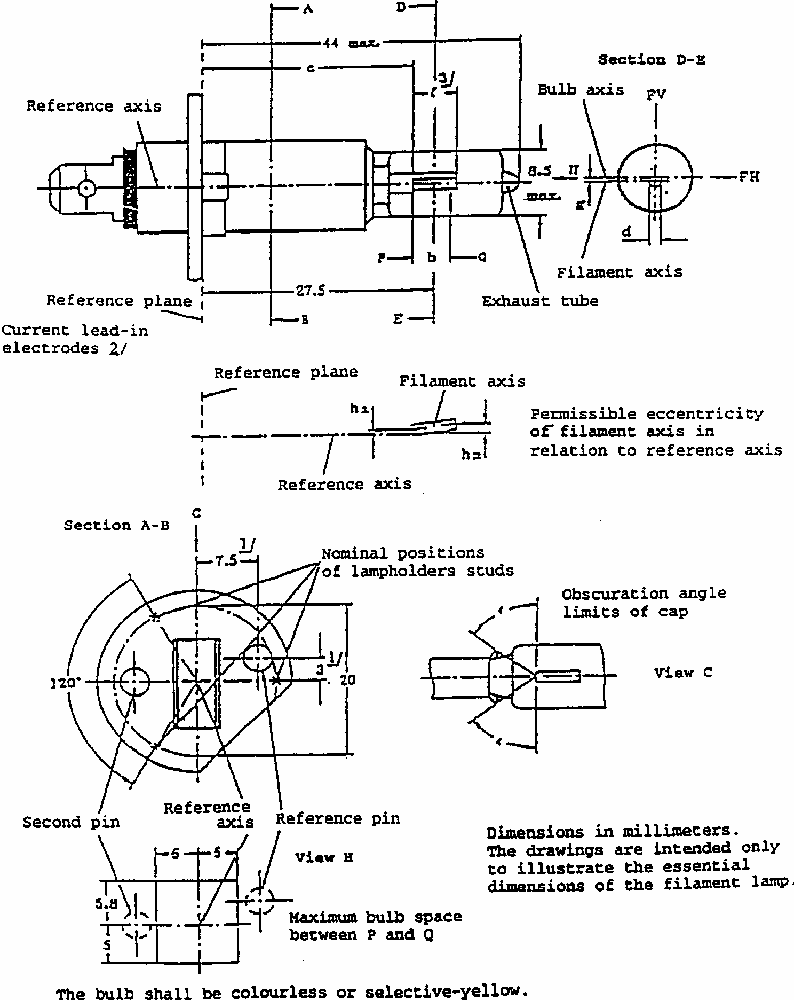 A
D
44 max.
e
Section D-E
3/
f
Bulb axis
FV
Reference axis
8.5
max.
H
FH
g
d
P
b
Q
Filament axis
27.5
Reference plane
Exhaust tube
B
E
Current lead-in
electrodes 2/
Reference plane
Filament axis
h1
Permissible eccentricity
of filament axis in
relation to reference axis
h2
Reference axis
C
Section A-B
1/
7.5
Nominal positions
of lampholders studs
Obscuration angle
limits of cap
1/
3
120°
20
View C
Reference
axis
Second pin
Reference pin
Dimensions in millimeters.
The drawings are intended only
to illustrate the essential
dimensions of the filament lamp.
5
5
View H
5.8
5
Maximum bulb space
between P and Q
The bulb shall be colourless or selective-yellow.